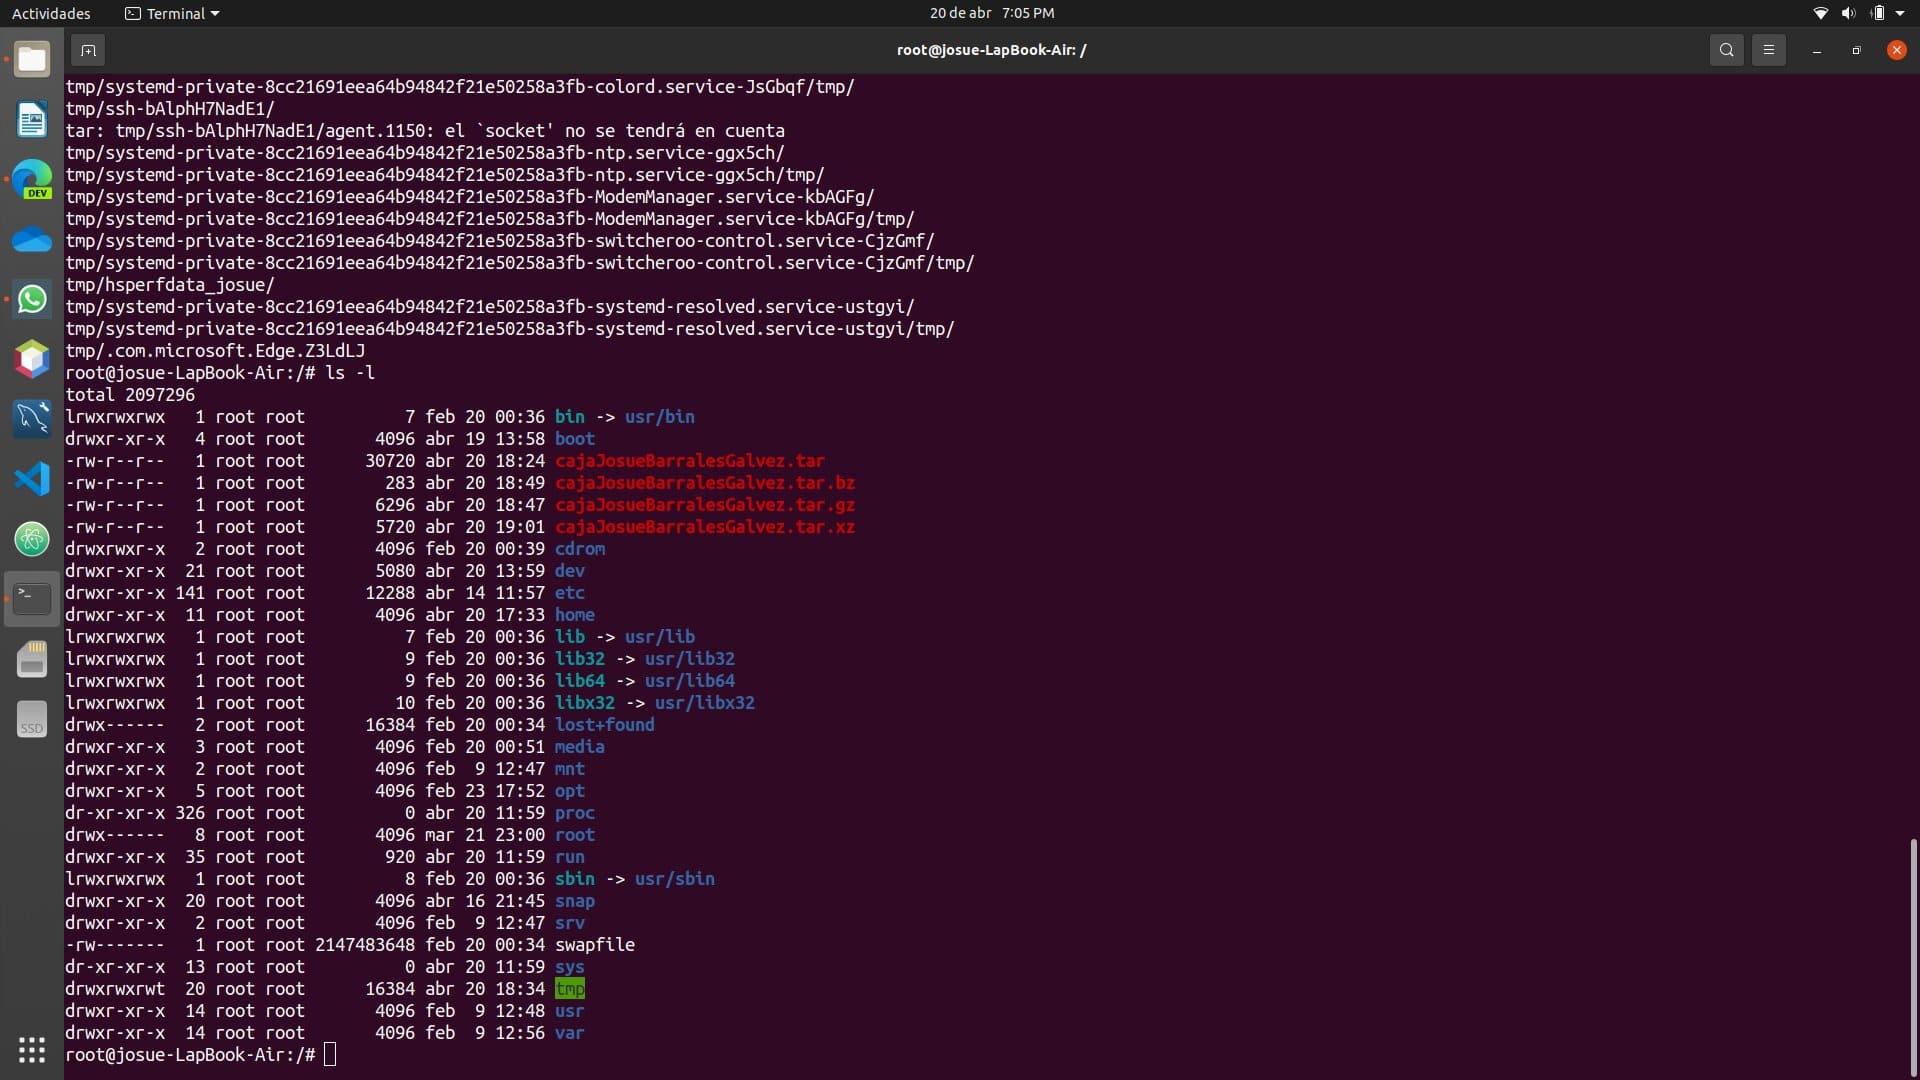 Actividades Terminal 20 de abr 7:05 PM
root@josue-LapBook-Air: /
tmp/systemd-private-8cc21691eea64b94842f21e50258a3fb-colord.service-JsGbqf/tmp/
tmp/ssh-bAlphH7NadE1/
tar: tmp/ssh-bAlphH7NadE1/agent.1150: el `socket' no se tendrá en cuenta
tmp/systemd-private-8cc21691eea64b94842f21e50258a3fb-ntp.service-ggx5ch/
tmp/systemd-private-8cc21691eea64b94842f21e50258a3fb-ntp.service-ggx5ch/tmp/
tmp/systemd-private-8cc21691eea64b94842f21e50258a3fb-ModemManager.service-kbAGFg/
tmp/systemd-private-8cc21691eea64b94842f21e50258a3fb-ModemManager.service-kbAGFg/tmp/
tmp/systemd-private-8cc21691eea64b94842f21e50258a3fb-switcheroo-control.service-CjzGmf/
tmp/systemd-private-8cc21691eea64b94842f21e50258a3fb-switcheroo-control.service-CjzGmf/tmp/
tmp/hsperfdata_josue/
tmp/systemd-private-8cc21691eea64b94842f21e50258a3fb-systemd-resolved.service-ustgyi/
tmp/systemd-private-8cc21691eea64b94842f21e50258a3fb-systemd-resolved.service-ustgyi/tmp/
tmp/.com.microsoft.Edge.Z3LdLJ
root@josue-LapBook-Air:/# ls -l
total 2097296
lrwxrwxrwx   1 root root          7 feb 20 00:36 bin -> usr/bin
drwxr-xr-x   4 root root       4096 abr 19 13:58 boot
-rw-r--r--   1 root root      30720 abr 20 18:24 cajaJosueBarralesGalvez.tar
-rw-r--r--   1 root root        283 abr 20 18:49 cajaJosueBarralesGalvez.tar.bz
-rw-r--r--   1 root root       6296 abr 20 18:47 cajaJosueBarralesGalvez.tar.gz
-rw-r--r--   1 root root       5720 abr 20 19:01 cajaJosueBarralesGalvez.tar.xz
drwxrwxr-x   2 root root       4096 feb 20 00:39 cdrom
drwxr-xr-x  21 root root       5080 abr 20 13:59 dev
drwxr-xr-x 141 root root      12288 abr 14 11:57 etc
drwxr-xr-x  11 root root       4096 abr 20 17:33 home
lrwxrwxrwx   1 root root          7 feb 20 00:36 lib -> usr/lib
lrwxrwxrwx   1 root root          9 feb 20 00:36 lib32 -> usr/lib32
lrwxrwxrwx   1 root root          9 feb 20 00:36 lib64 -> usr/lib64
lrwxrwxrwx   1 root root         10 feb 20 00:36 libx32 -> usr/libx32
drwx------   2 root root      16384 feb 20 00:34 lost+found
drwxr-xr-x   3 root root       4096 feb 20 00:51 media
drwxr-xr-x   2 root root       4096 feb  9 12:47 mnt
drwxr-xr-x   5 root root       4096 feb 23 17:52 opt
dr-xr-xr-x 326 root root          0 abr 20 11:59 proc
drwx------   8 root root       4096 mar 21 23:00 root
drwxr-xr-x  35 root root        920 abr 20 11:59 run
lrwxrwxrwx   1 root root          8 feb 20 00:36 sbin -> usr/sbin
drwxr-xr-x  20 root root       4096 abr 16 21:45 snap
drwxr-xr-x   2 root root       4096 feb  9 12:47 srv
-rw-------   1 root root 2147483648 feb 20 00:34 swapfile
dr-xr-xr-x  13 root root          0 abr 20 11:59 sys
drwxrwxrwt  20 root root      16384 abr 20 18:34 tmp
drwxr-xr-x  14 root root       4096 feb  9 12:48 usr
drwxr-xr-x  14 root root       4096 feb  9 12:56 var
root@josue-LapBook-Air:/#
DEV
SSD